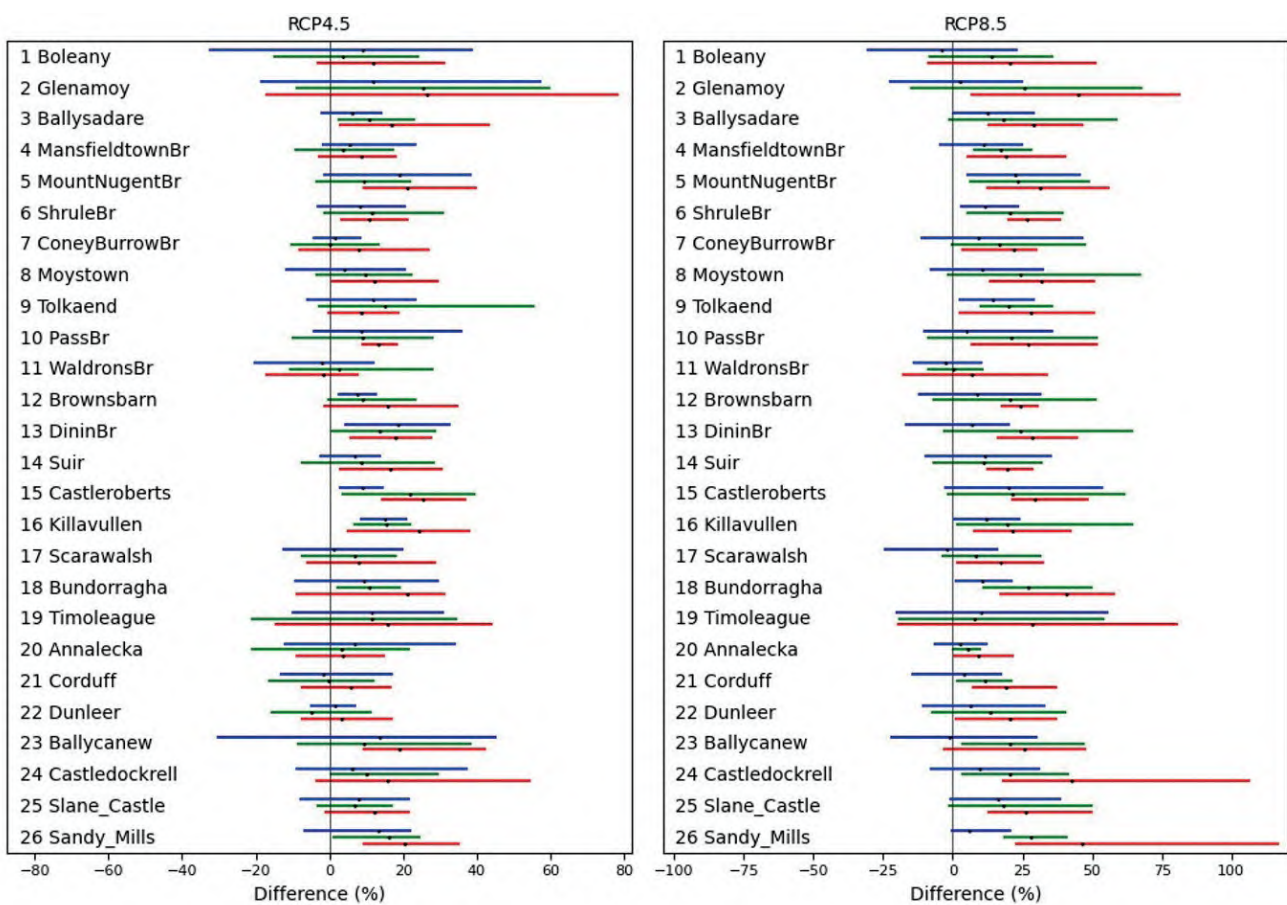 RCP4.5
1 Boleany
2 Glenamoy
3 Ballysadare
4 MansfieldtownBr
5 MountNugentBr
6 ShruleBr
7 ConeyBurrowBr
8 Moystown
9 Tolkaend
10 PassBr
11 WaldronsBr
12 Brownsbarn
13 DininBr
14 Suir
15 Castleroberts
16 Killavullen
17 Scarawalsh
18 Bundorragha
19 Timoleague
20 Annalecka
21 Corduff
22 Dunleer
23 Ballycanew
24 Castledockrell
25 Slane_Castle
26 Sandy_Mills
−80 −60 −40 −20 0 20 40 60 80
Difference (%)
RCP8.5
1 Boleany
2 Glenamoy
3 Ballysadare
4 MansfieldtownBr
5 MountNugentBr
6 ShruleBr
7 ConeyBurrowBr
8 Moystown
9 Tolkaend
10 PassBr
11 WaldronsBr
12 Brownsbarn
13 DininBr
14 Suir
15 Castleroberts
16 Killavullen
17 Scarawalsh
18 Bundorragha
19 Timoleague
20 Annalecka
21 Corduff
22 Dunleer
23 Ballycanew
24 Castledockrell
25 Slane_Castle
26 Sandy_Mills
−100 −75 −50 −25 0 25 50 75 100
Difference (%)